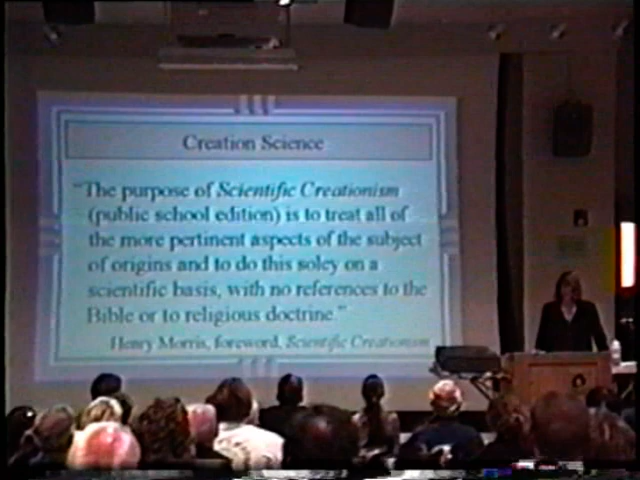 Creation Science
"The purpose of Scientific Creationism
(public school edition) is to treat all of
the more pertinent aspects of the subject
of origins and to do this soley on a
scientific basis, with no references to the
Bible or to religious doctrine."
Henry Morris, foreword, Scientific Creationism